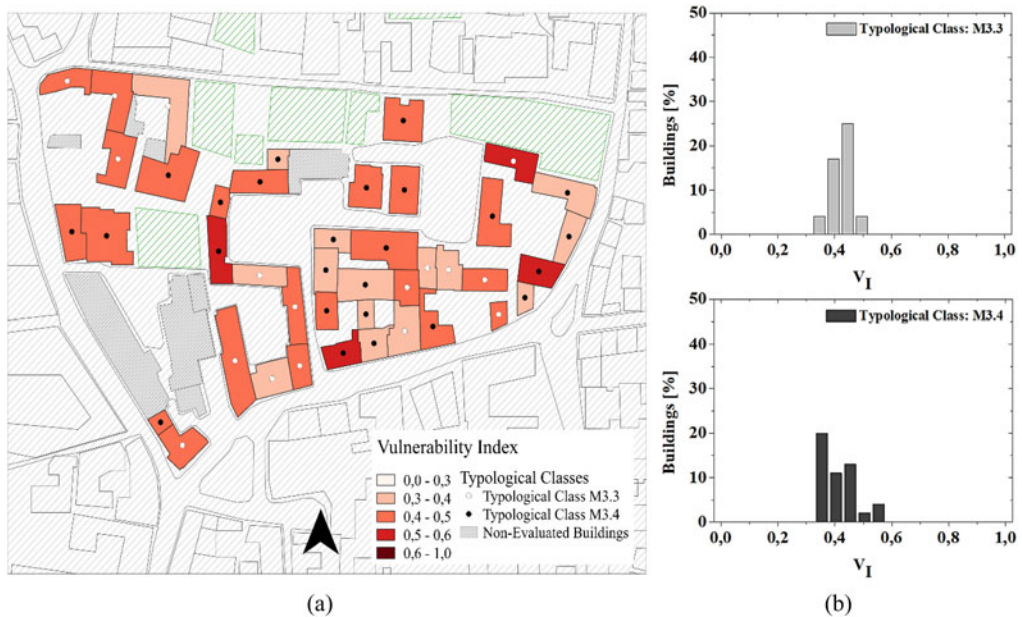 Vulnerability Index
0,0 - 0,3
0,3 - 0,4
0,4 - 0,5
0,5 - 0,6
0,6 - 1,0
Typological Classes
Typological Class M3.3
Typological Class M3.4
Non-Evaluated Buildings
(a)
Typological Class: M3.3
Buildings [%]
50
40
30
20
10
0
0,0 0,2 0,4 0,6 0,8 1,0
VI
Typological Class: M3.4
Buildings [%]
50
40
30
20
10
0
0,0 0,2 0,4 0,6 0,8 1,0
VI
(b)